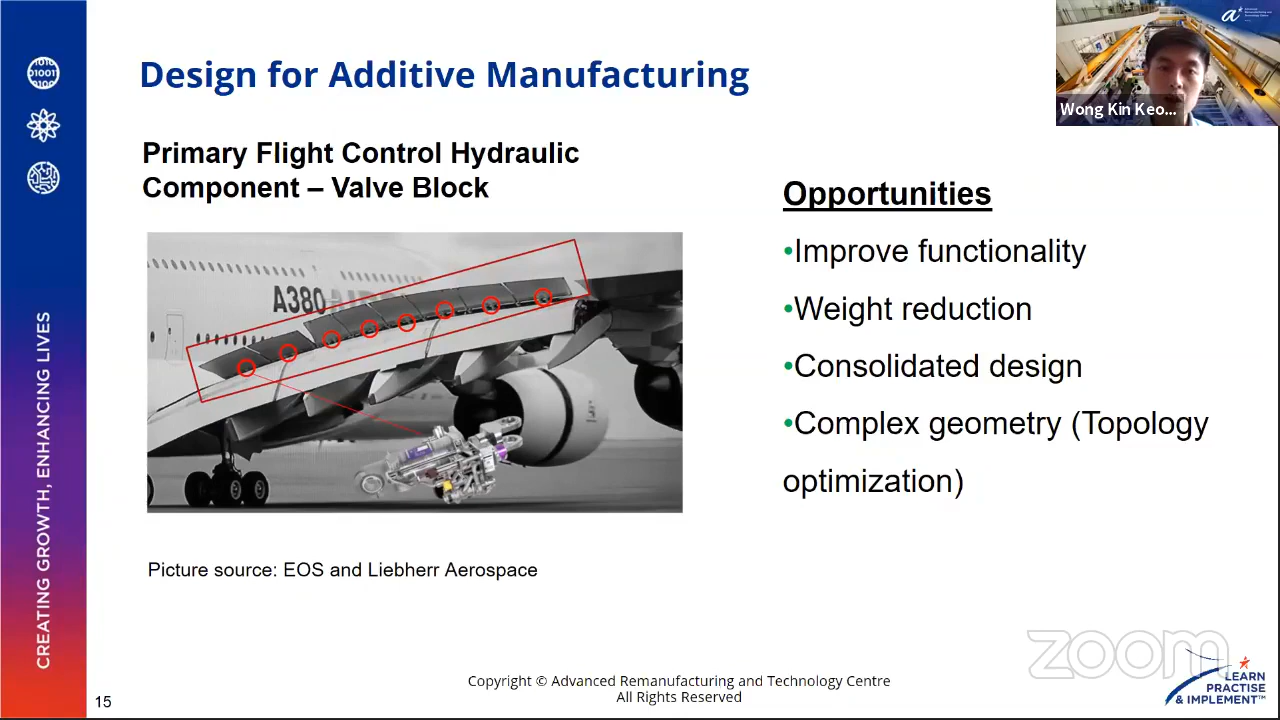 Design for Additive Manufacturing
Wong Kin Keo...
Primary Flight Control Hydraulic
Component – Valve Block
A380
Picture source: EOS and Liebherr Aerospace
Opportunities
•Improve functionality
•Weight reduction
•Consolidated design
•Complex geometry (Topology
optimization)
CREATING GROWTH, ENHANCING LIVES
zoom
LEARN
PRACTISE
& IMPLEMENT™
Copyright © Advanced Remanufacturing and Technology Centre
All Rights Reserved
15